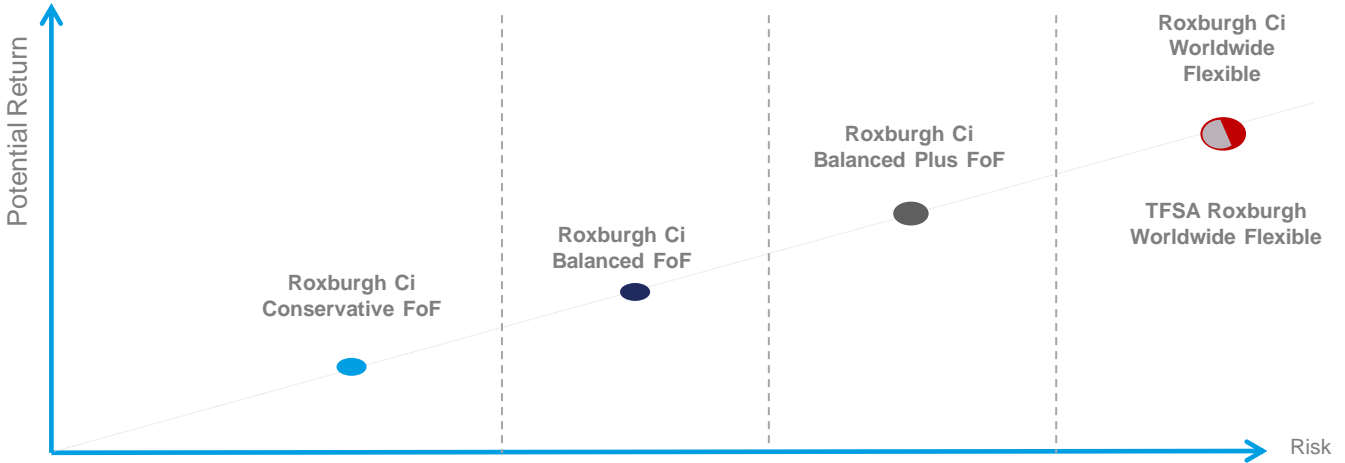 Potential Return
Roxburgh Ci
Conservative FoF
Roxburgh Ci
Balanced FoF
Roxburgh Ci
Balanced Plus FoF
Roxburgh Ci
Worldwide
Flexible
TFSA Roxburgh
Worldwide Flexible
Risk